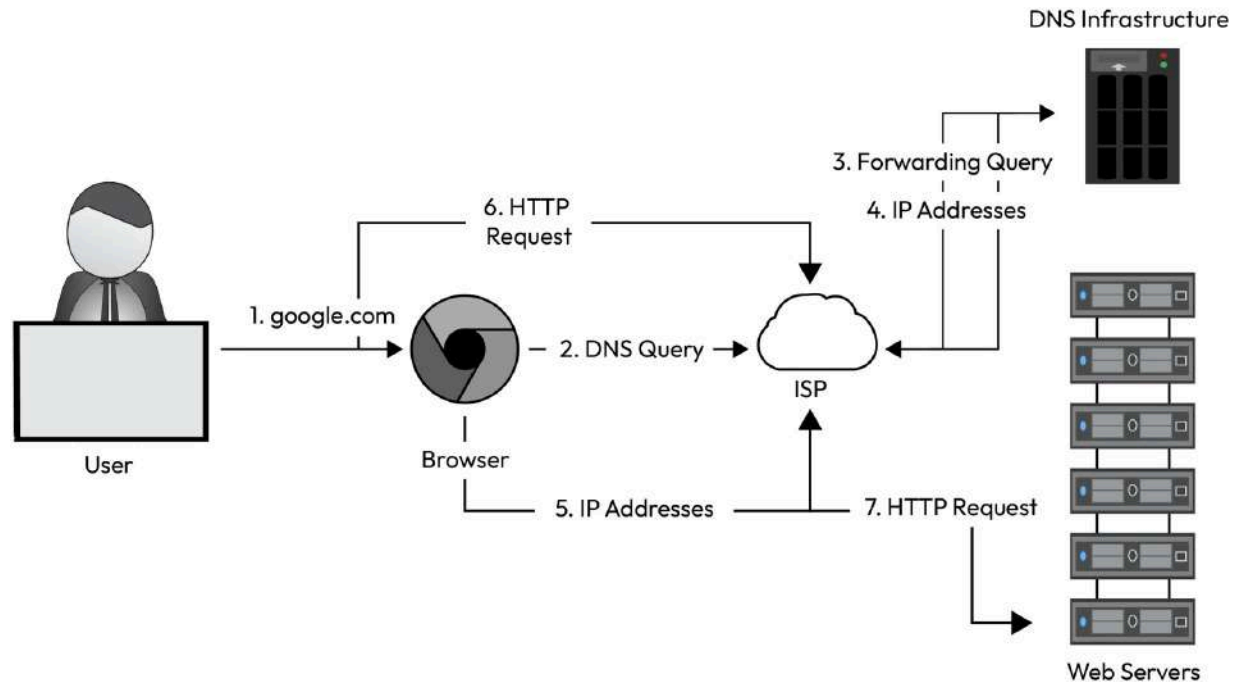 DNS Infrastructure
3. Forwarding Query
4. IP Addresses
6. HTTP
Request
1. google.com
2. DNS Query
ISP
User
Browser
5. IP Addresses
7. HTTP Request
Web Servers